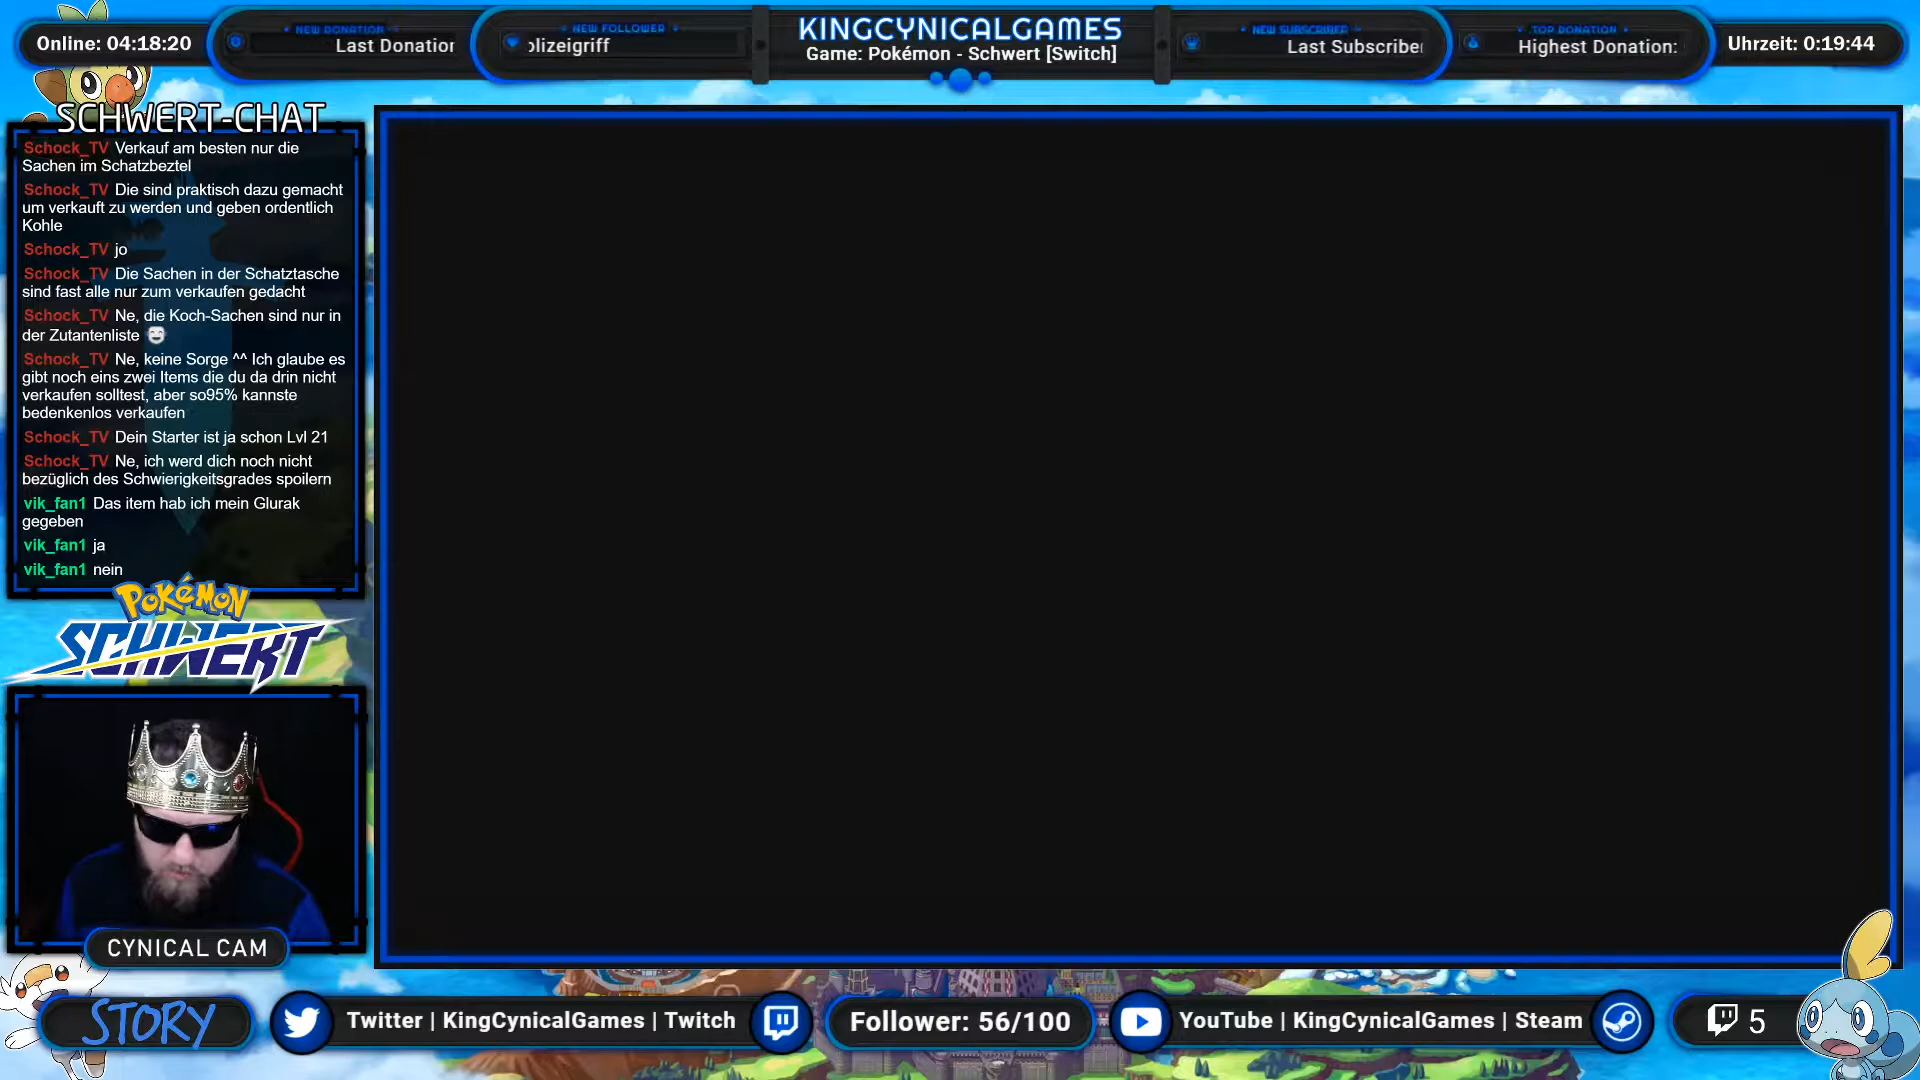 Online: 04:18:20
NEW DONATION
Last Donation
NEW FOLLOWER
olizeigriff
KINGCYNICALGAMES
Game: Pokémon - Schwert [Switch]
NEW SUBSCRIBER
Last Subscriber
TOP DONATION
Highest Donation:
Uhrzeit: 0:19:44
SCHWERT-CHAT
Schock_TV Verkauf am besten nur die
Sachen im Schatzbeztel
Schock_TV Die sind praktisch dazu gemacht
um verkauft zu werden und geben ordentlich
Kohle
Schock_TV jo
Schock_TV Die Sachen in der Schatztasche
sind fast alle nur zum verkaufen gedacht
Schock_TV Ne, die Koch-Sachen sind nur in
der Zutantenliste
Schock_TV Ne, keine Sorge ^^ Ich glaube es
gibt noch eins zwei Items die du da drin nicht
verkaufen solltest, aber so95% kannste
bedenkenlos verkaufen
Schock_TV Dein Starter ist ja schon Lvl 21
Schock_TV Ne, ich werd dich noch nicht
bezüglich des Schwierigkeitsgrades spoilern
vik_fan1 Das item hab ich mein Glurak
gegeben
vik_fan1 ja
vik_fan1 nein
POKéMON
SCHWERT
CYNICAL CAM
STORY
Twitter | KingCynicalGames | Twitch
Follower: 56/100
YouTube | KingCynicalGames | Steam
5